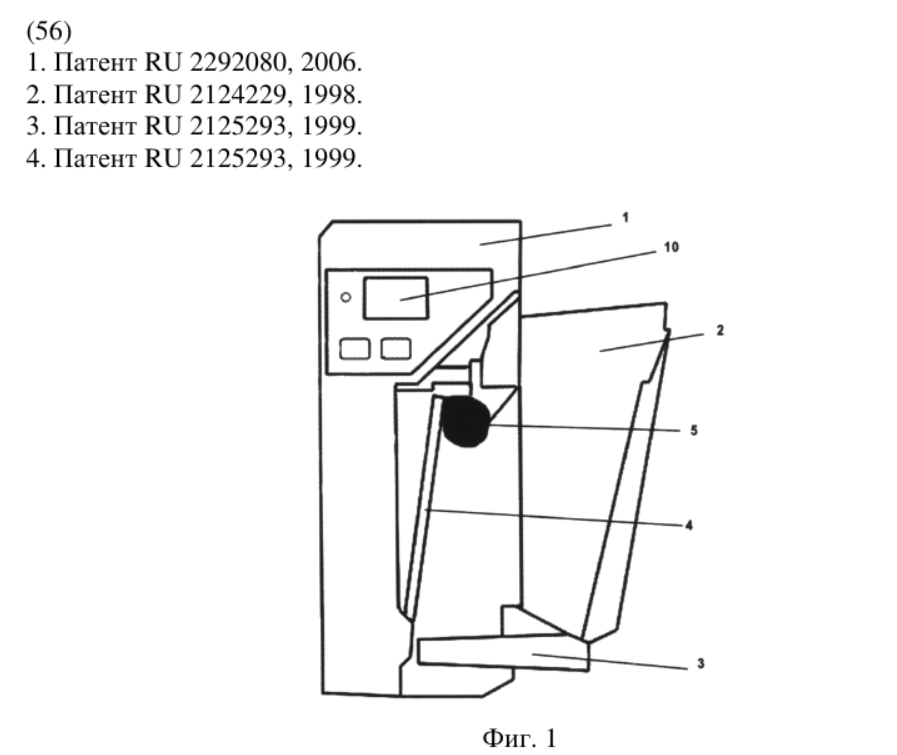 (56)
1. Патент RU 2292080, 2006.
2. Патент RU 2124229, 1998.
3. Патент RU 2125293, 1999.
4. Патент RU 2125293, 1999.
1
10
2
5
4
3
Фиг. 1